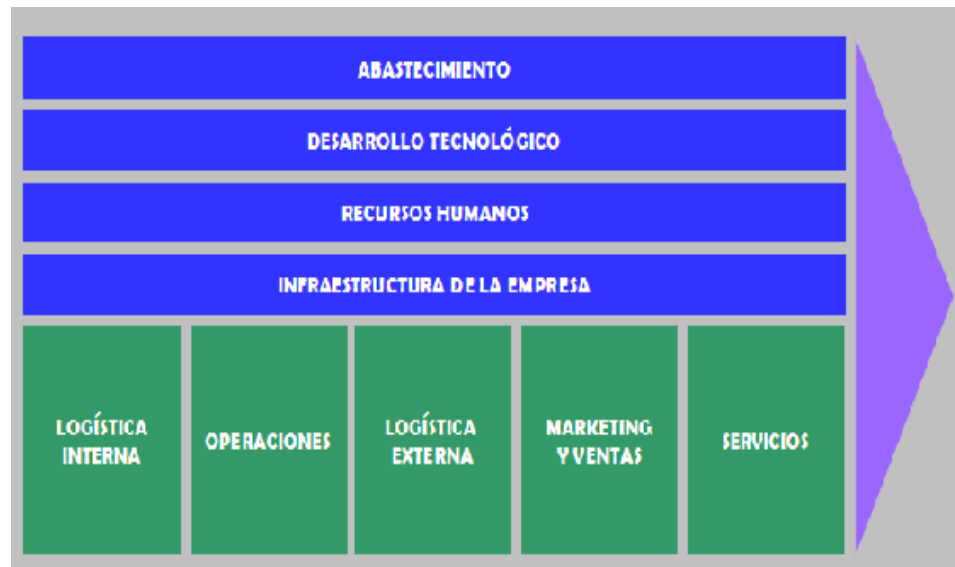 ABASTECIMIENTO
DESARROLLO TECNOLÓGICO
RECURSOS HUMANOS
INFRAESTRUCTURA DE LA EMPRESA
LOGÍSTICA
INTERNA
OPERACIONES
LOGÍSTICA
EXTERNA
MARKETING
Y VENTAS
SERVICIOS